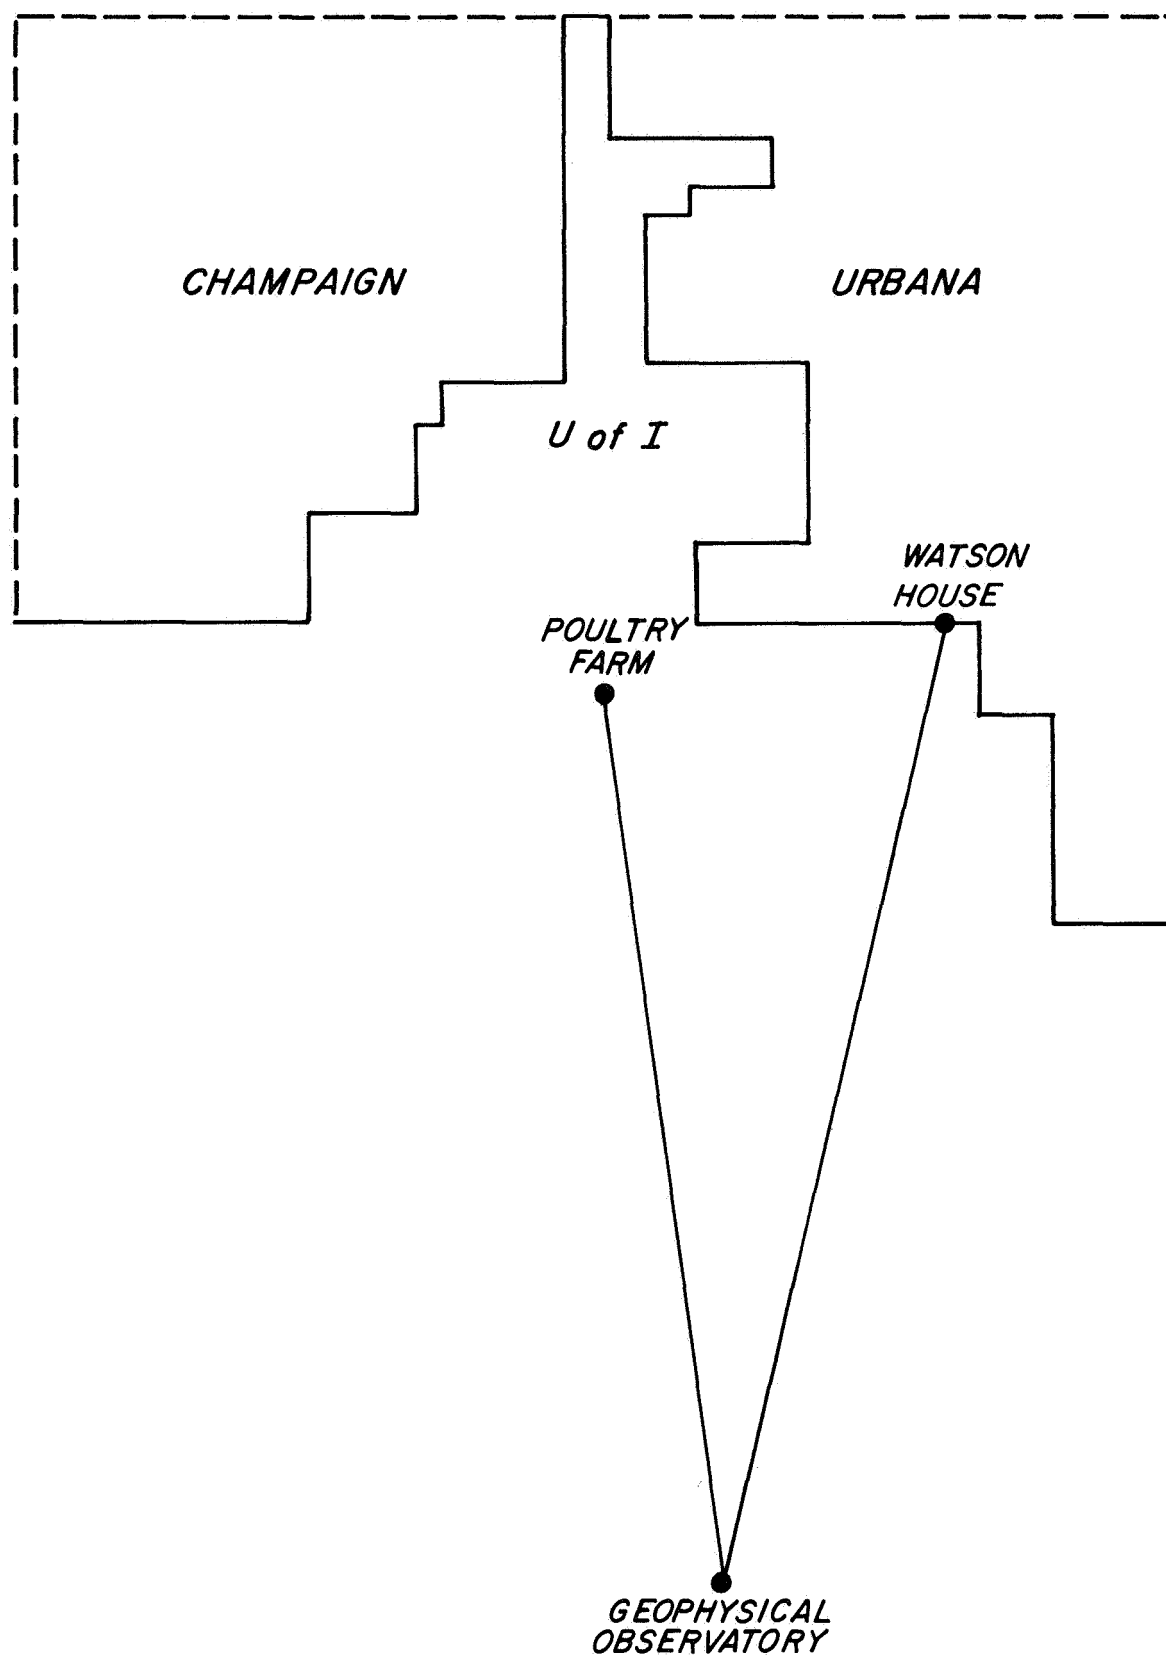 CHAMPAIGN
URBANA
U of I
WATSON
HOUSE
POULTRY
FARM
GEOPHYSICAL
OBSERVATORY